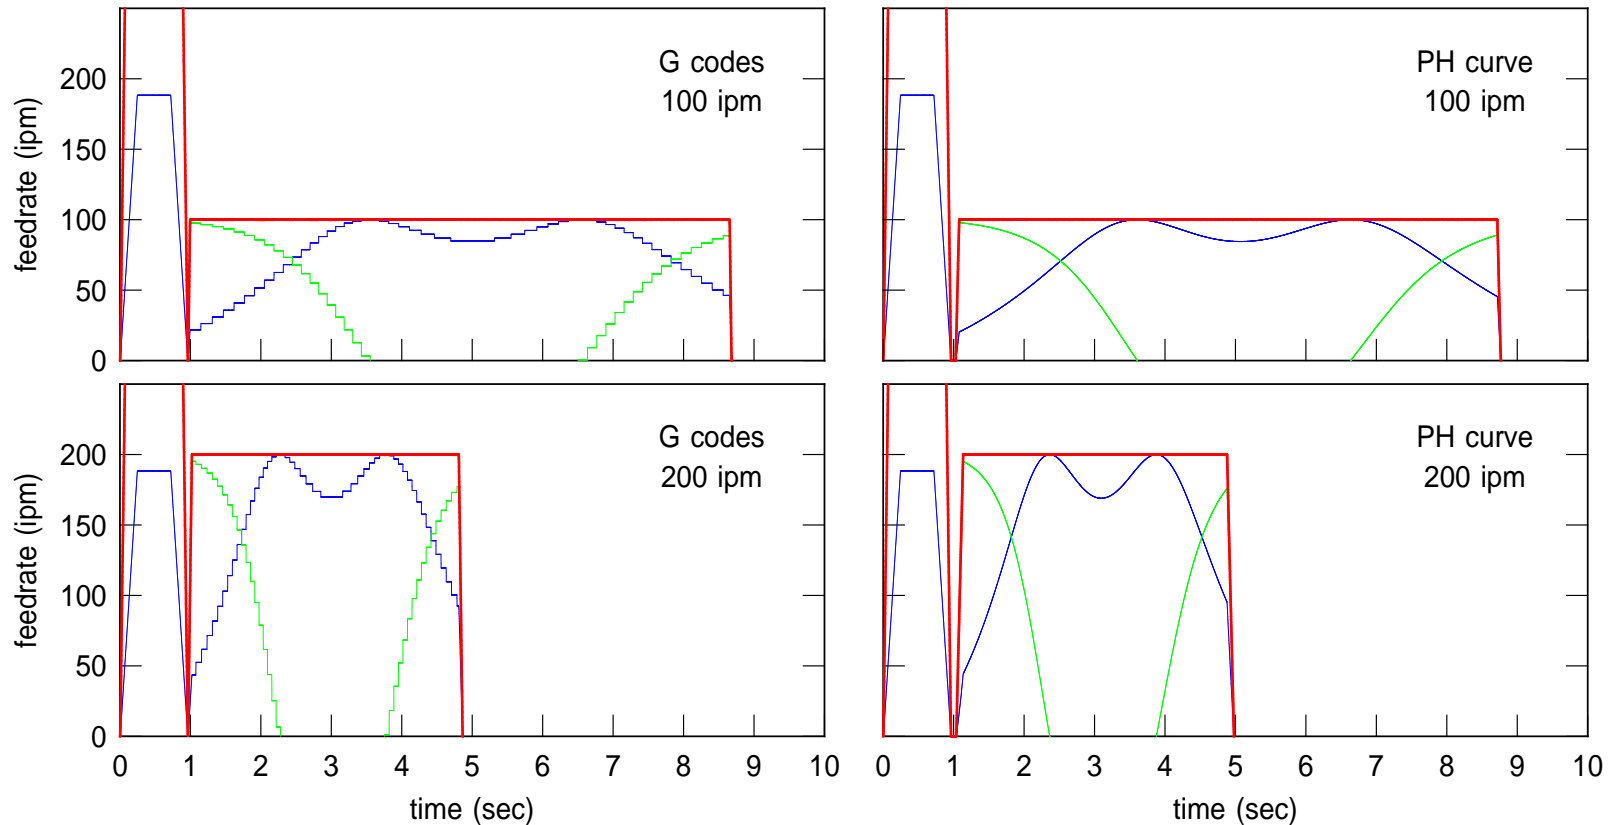 G codes
100 ipm
PH curve
100 ipm
feedrate (ipm)
200
150
100
50
0
G codes
200 ipm
PH curve
200 ipm
feedrate (ipm)
200
150
100
50
0
0 1 2 3 4 5 6 7 8 9 10
0 1 2 3 4 5 6 7 8 9 10
time (sec)
time (sec)